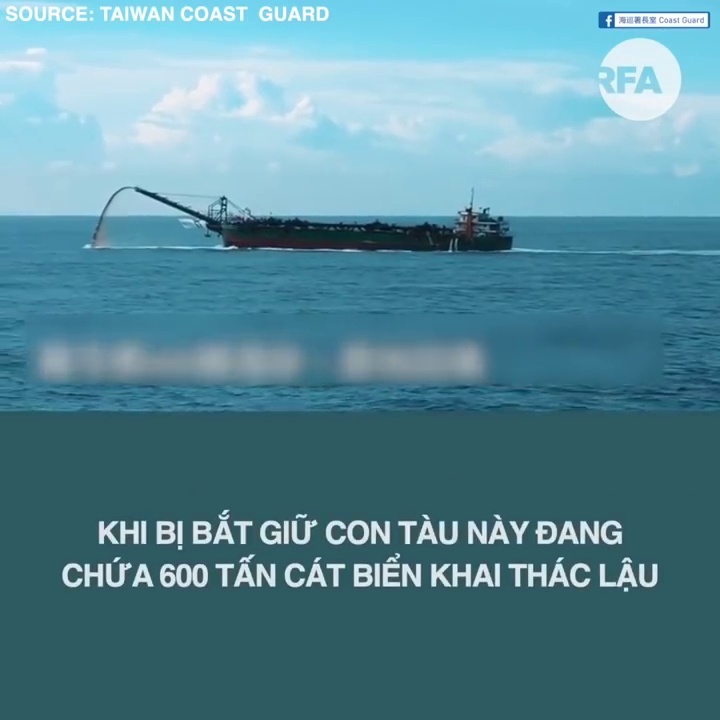 SOURCE: TAIWAN COAST GUARD
海巡署長室 Coast Guard
RFA
KHI BỊ BẮT GIỮ CON TÀU NÀY ĐANG
CHỨA 600 TẤN CÁT BIỂN KHAI THÁC LẬU